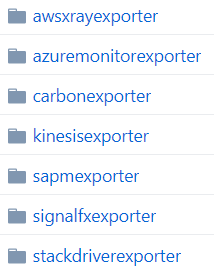 awsxrayexporter
azuremonitorexporter
carbonexporter
kinesisexporter
sapmexporter
signalfxexporter
stackdriverexporter